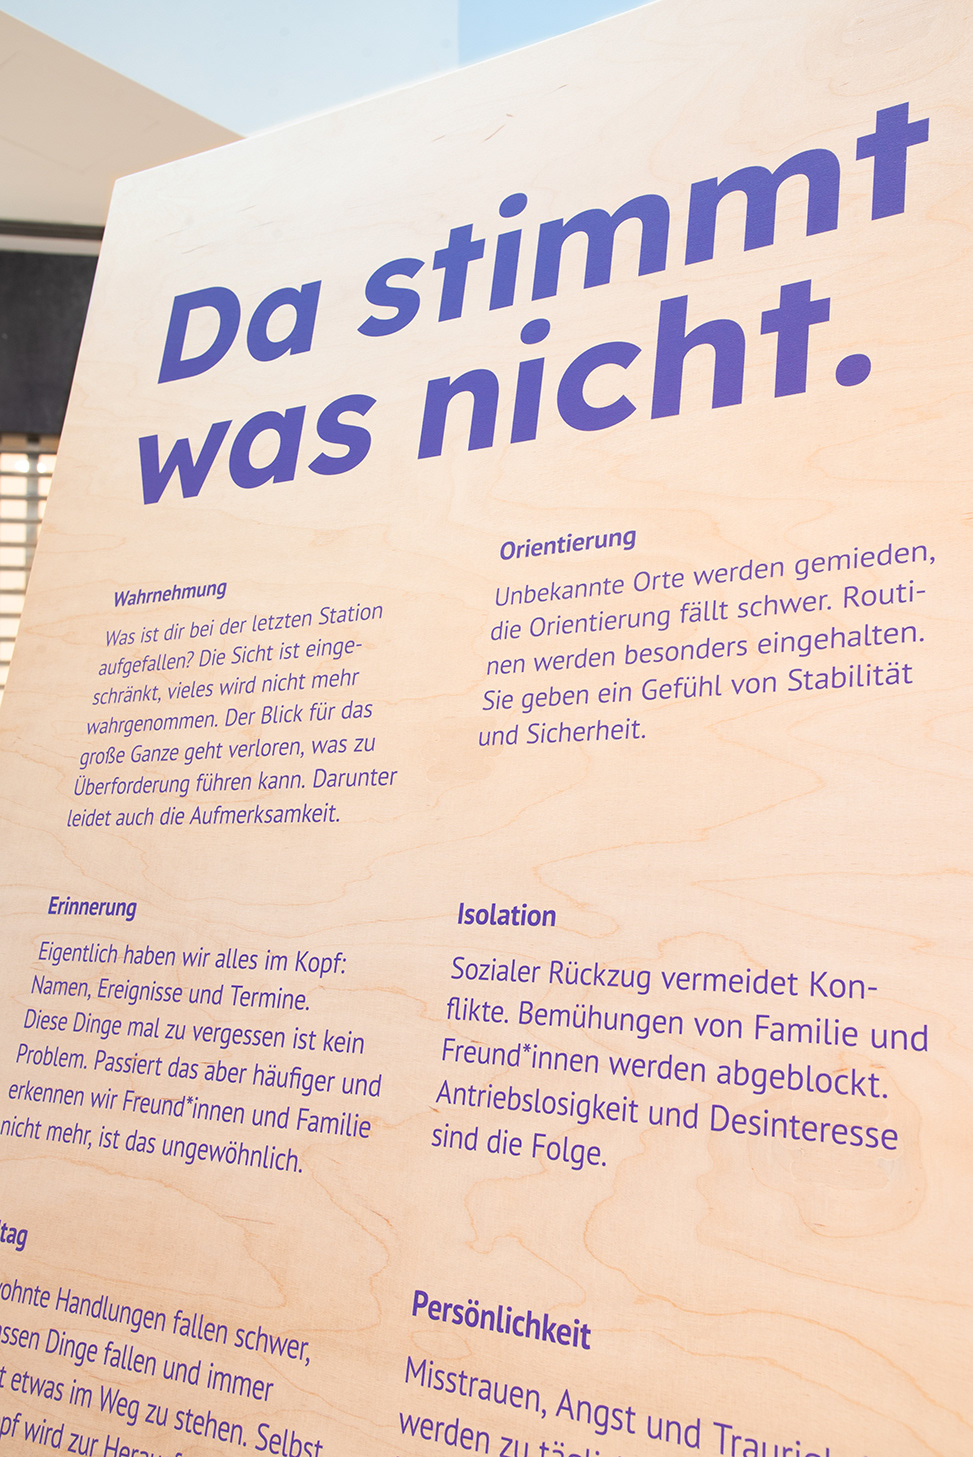 Da stimmt
was nicht.
Wahrnehmung
Was ist dir bei der letzten Station
aufgefallen? Die Sicht ist einge-
schränkt, vieles wird nicht mehr
wahrgenommen. Der Blick für das
große Ganze geht verloren, was zu
Überforderung führen kann. Darunter
leidet auch die Aufmerksamkeit.
Orientierung
Unbekannte Orte werden gemieden,
die Orientierung fällt schwer. Routi-
nen werden besonders eingehalten.
Sie geben ein Gefühl von Stabilität
und Sicherheit.
Erinnerung
Eigentlich haben wir alles im Kopf:
Namen, Ereignisse und Termine.
Diese Dinge mal zu vergessen ist kein
Problem. Passiert das aber häufiger und
erkennen wir Freund*innen und Familie
nicht mehr, ist das ungewöhnlich.
Isolation
Sozialer Rückzug vermeidet Kon-
flikte. Bemühungen von Familie und
Freund*innen werden abgeblockt.
Antriebslosigkeit und Desinteresse
sind die Folge.
Handlungen fallen schwer,
Dinge fallen und immer
etwas im Weg zu stehen. Selbst
wird zur
Persönlichkeit
Misstrauen, Angst und
werden zu